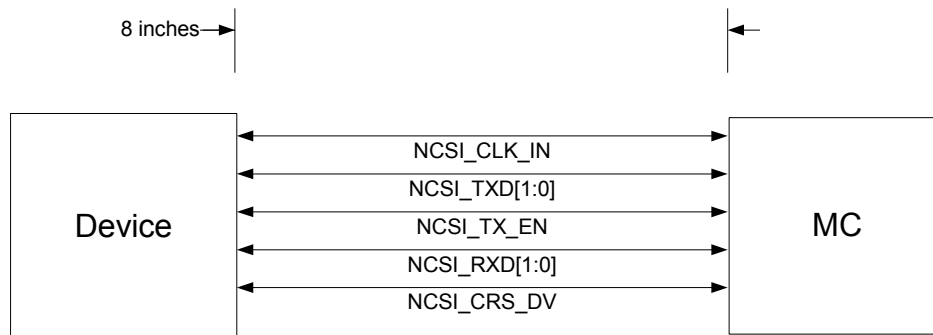 8 inches
NCSI_CLK_IN
NCSI_TXD[1:0]
Device
NCSI_TX_EN
MC
NCSI_RXD[1:0]
NCSI_CRS_DV